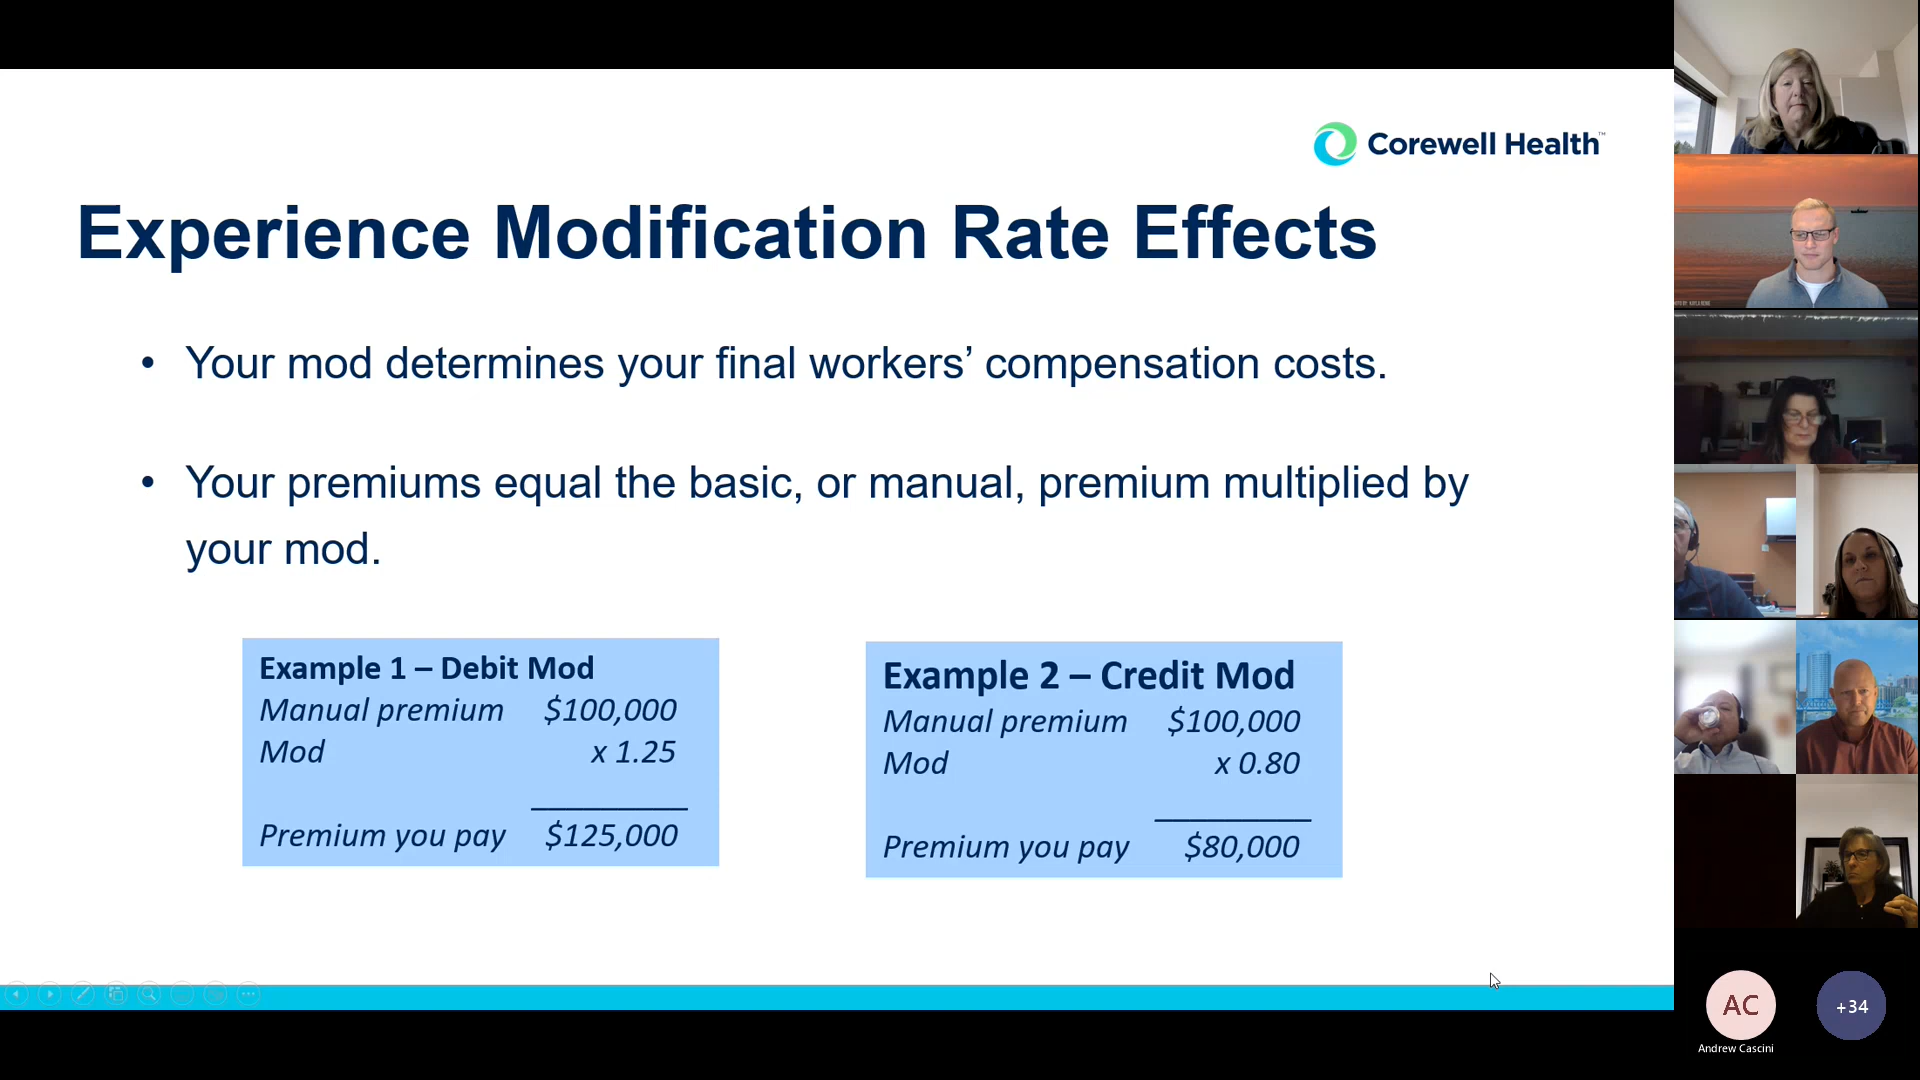 Corewell Health™
Experience Modification Rate Effects
• Your mod determines your final workers’ compensation costs.
• Your premiums equal the basic, or manual, premium multiplied by
your mod.
Example 1 – Debit Mod
Manual premium $100,000
Mod x 1.25
Premium you pay $125,000
Example 2 – Credit Mod
Manual premium $100,000
Mod x 0.80
Premium you pay $80,000
AC
Andrew Cascini
+34